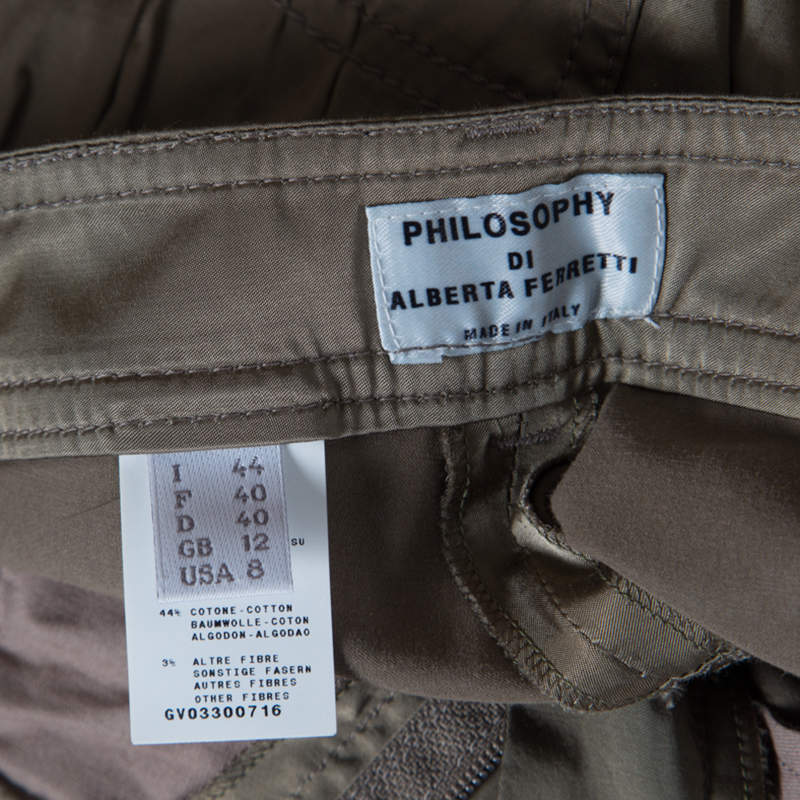 PHILOSOPHY
DI
ALBERTA FERRETTI
MADE IN ITALY
I 44
F 40
D 40
GB 12
USA 8
SU
44% COTONE-COTTON
BAUMWOLLE-COTON
ALGODON-ALGODAO
3% ALTRE FIBRE
SONSTIGE FASERN
AUTRES FIBRES
OTHER FIBRES
GV03300716